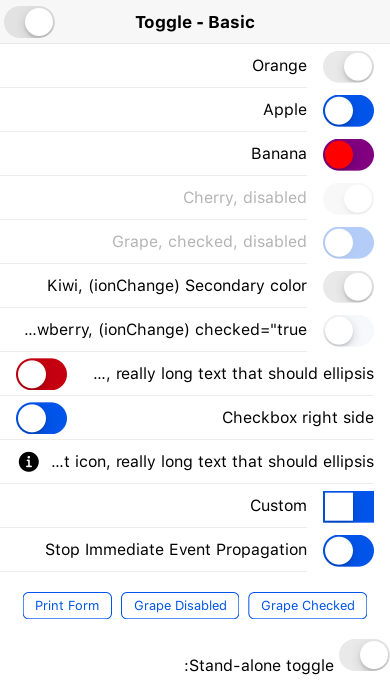 Toggle - Basic
Orange
Apple
Banana
Cherry, disabled
Grape, checked, disabled
Kiwi, (ionChange) Secondary color
...wberry, (ionChange) checked="true
..., really long text that should ellipsis
Checkbox right side
...t icon, really long text that should ellipsis
Custom
Stop Immediate Event Propagation
Print Form Grape Disabled Grape Checked
:Stand-alone toggle